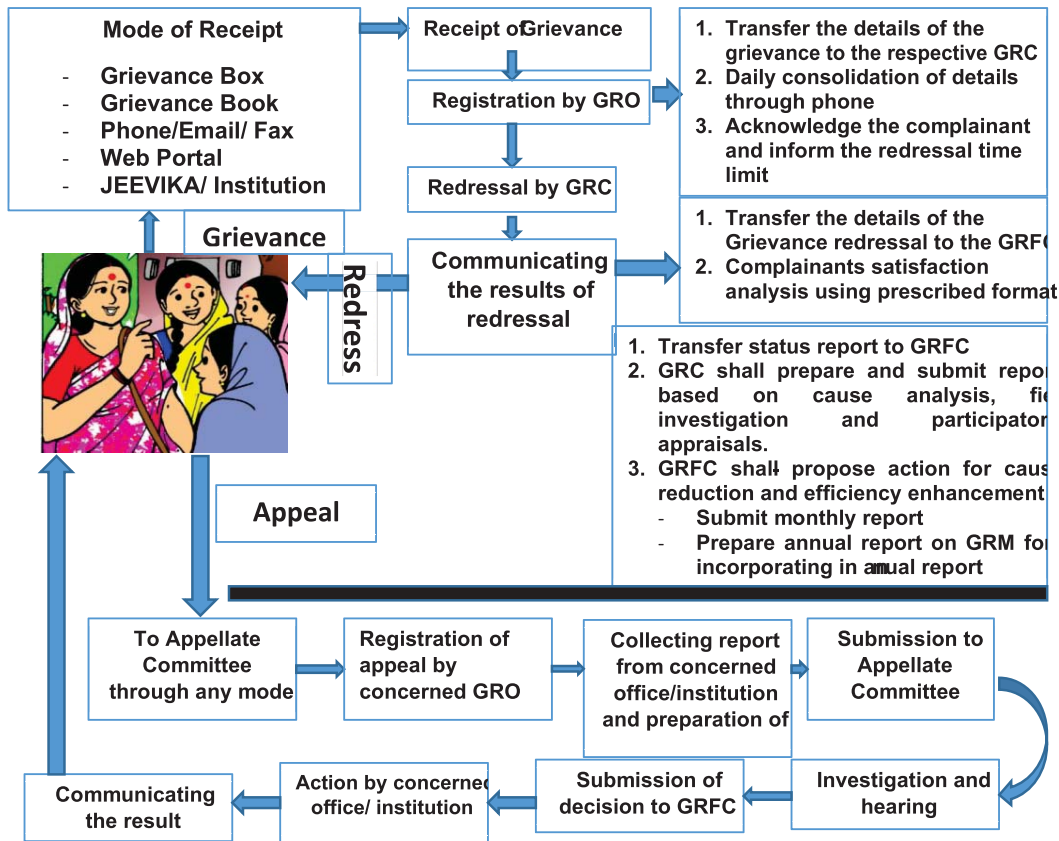 Mode of Receipt
- Grievance Box
- Grievance Book
- Phone/Email/ Fax
- Web Portal
- JEEVIKA/ Institution
Receipt of Grievance
Registration by GRO
Redressal by GRC
Communicating
the results of
redressal
1. Transfer the details of the
grievance to the respective GRC
2. Daily consolidation of details
through phone
3. Acknowledge the complainant
and inform the redressal time
limit
1. Transfer the details of the
Grievance redressal to the GRFC
2. Complainants satisfaction
analysis using prescribed format
Grievance
Redress
1. Transfer status report to GRFC
2. GRC shall prepare and submit repor
based on cause analysis, fie
investigation and participator
appraisals.
3. GRFC shall propose action for caus
reduction and efficiency enhancement
- Submit monthly report
- Prepare annual report on GRM for
incorporating in annual report
Appeal
To Appellate
Committee
through any mode
Registration of
appeal by
concerned GRO
Collecting report
from concerned
office/institution
and preparation of
Submission to
Appellate
Committee
Investigation and
hearing
Submission of
decision to GRFC
Action by concerned
office/ institution
Communicating
the result